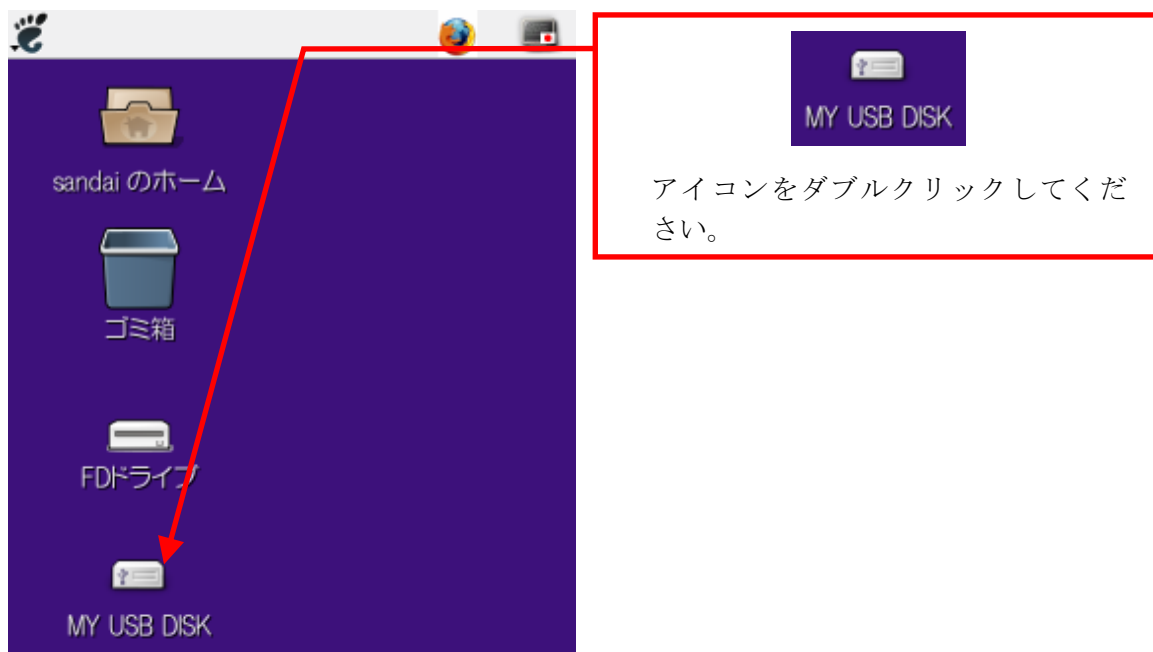 sandai のホーム
ゴミ箱
FDドライブ
MY USB DISK
MY USB DISK
アイコンをダブルクリックしてくだ
さい。